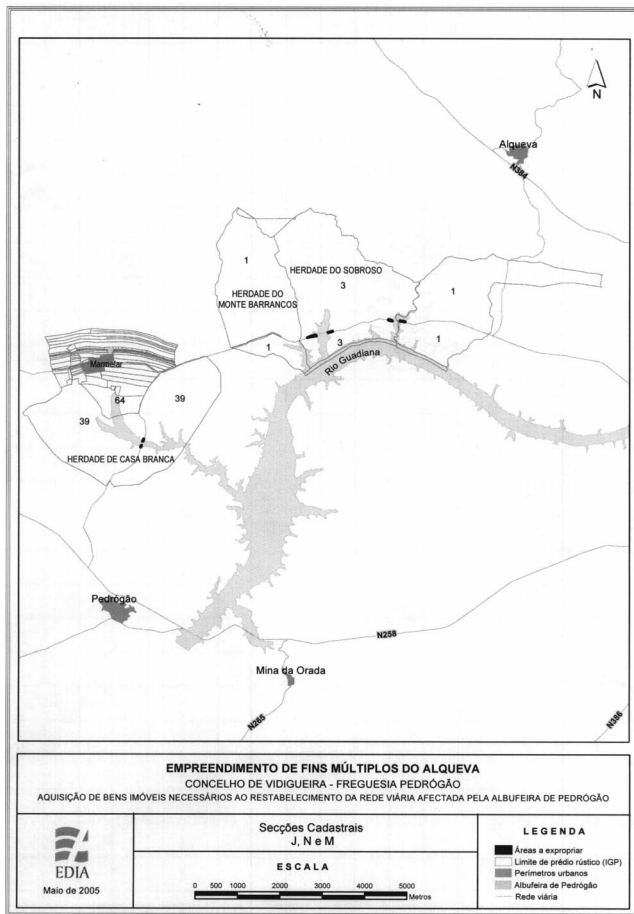 N
Alqueva
N384
1
HERDADE DO SOBROSO
3
HERDADE DO
MONTE BARRANCOS
1
1
3
1
Rio Guadiana
Marmelar
64
39
39
HERDADE DE CASA BRANCA
Pedrógão
N258
Mina da Orada
N265
N386
EMPREENDIMENTO DE FINS MÚLTIPLOS DO ALQUEVA
CONCELHO DE VIDIGUEIRA - FREGUESIA PEDRÓGÃO
AQUISIÇÃO DE BENS IMÓVEIS NECESSÁRIOS AO RESTABELECIMENTO DA REDE VIÁRIA AFECTADA PELA ALBUFEIRA DE PEDRÓGÃO
EDIA
Maio de 2005
Secções Cadastrais
J, N e M
ESCALA
0 500 1000 2000 3000 4000 5000
Metros
LEGENDA
Áreas a expropriar
Limite de prédio rústico (IGP)
Perímetros urbanos
Albufeira de Pedrógão
Rede viária